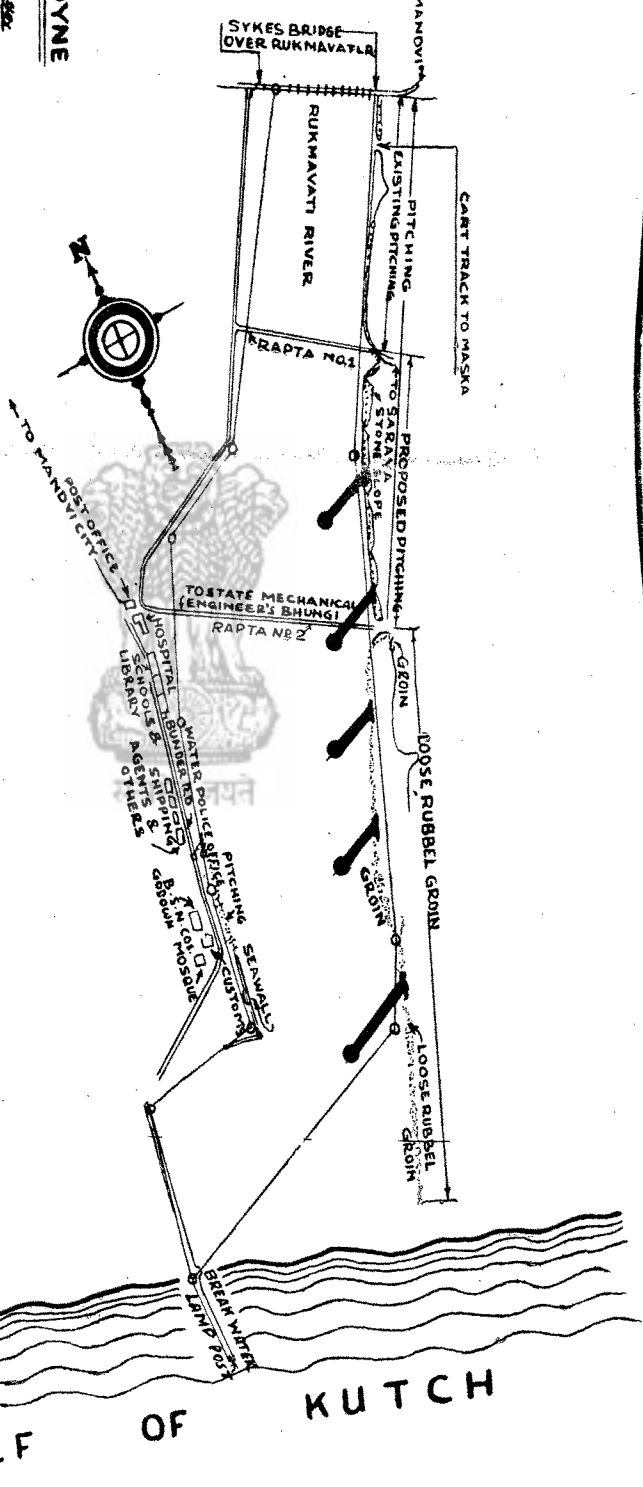 YNE
MANDVI
SYKES BRIDGE
OVER RUKMAVATI R
RUKMAVATI RIVER
PITCHING
EXISTING PITCHING
CART TRACK TO MASKA
N
RAPTA NO.1
TO SARAYA
STONE SLOPE
PROPOSED PITCHING
TO MANDVI CITY
POST OFFICE
TO STATE MECHANICAL
(ENGINEER'S BHUNGI
RAPTA Nº 2
HOSPITAL
SCHOOLS &
LIBRARY
BUNDER RD
SHIPPING
AGENTS &
OTHERS
WATER POLICE OFFICE
GROIN
LOOSE RUBBEL GROIN
PITCHING
SEAWALL
GROIN
B.S.N. COS.
GODOWN
MOSQUE
CUSTOMS
LOOSE RUBBEL
GROIN
BREAK WATER
LAND POST
LF OF KUTCH